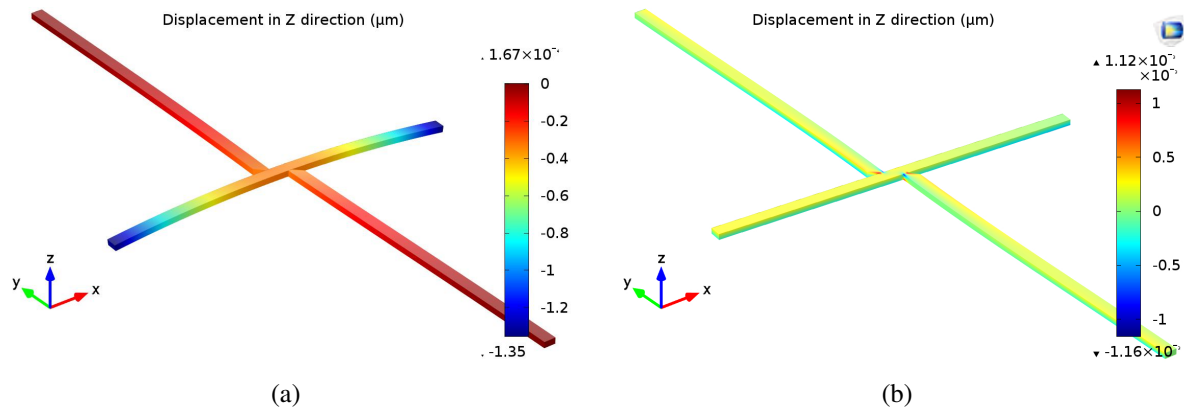 Displacement in Z direction (µm)
1.67×10⁻
0
-0.2
-0.4
-0.6
-0.8
-1
-1.2
-1.35
z
y
x
(a)
Displacement in Z direction (µm)
▲ 1.12×10⁻
×10⁻
1
0.5
0
-0.5
-1
▼ -1.16×10⁻
z
y
x
(b)